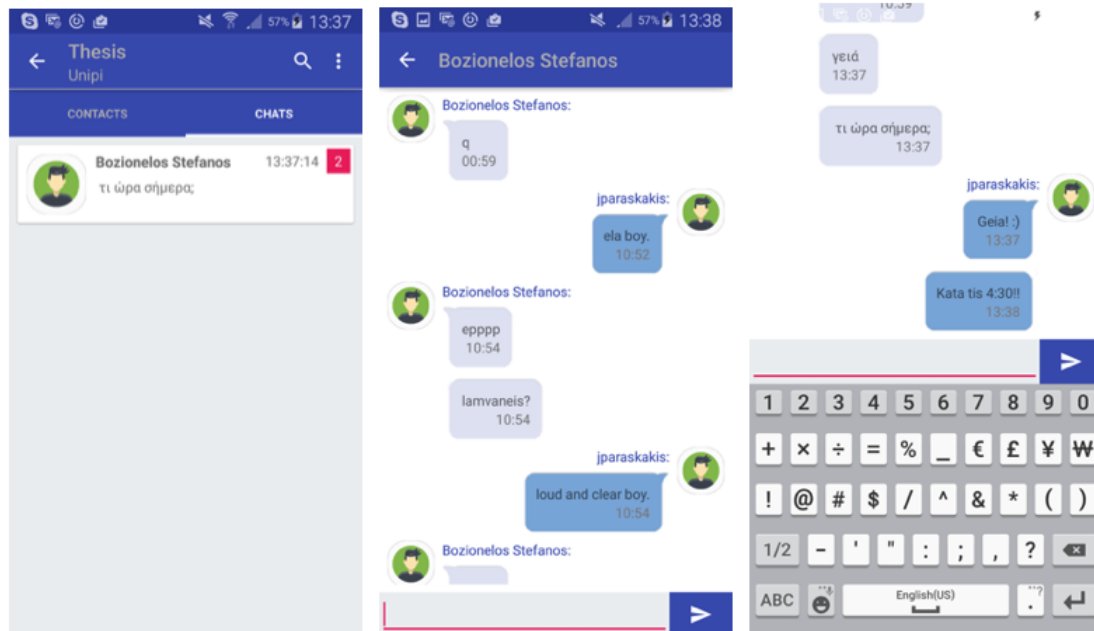 57% 13:37
Thesis
Unipi
CONTACTS
CHATS
Bozionelos Stefanos 13:37:14 2
τι ώρα σήμερα;
57% 13:38
Bozionelos Stefanos
Bozionelos Stefanos:
q
00:59
jparaskakis:
ela boy.
10:52
Bozionelos Stefanos:
epppp
10:54
lamvaneis?
10:54
jparaskakis:
loud and clear boy.
10:54
Bozionelos Stefanos:
γειά
13:37
τι ώρα σήμερα;
13:37
jparaskakis:
Geia! :)
13:37
Kata tis 4:30!!
13:38
1 2 3 4 5 6 7 8 9 0
+ × ÷ = % _ € £ ¥ ₩
! @ # $ / ^ & * ( )
1/2 - ' " : ; , ?
ABC English(US) .